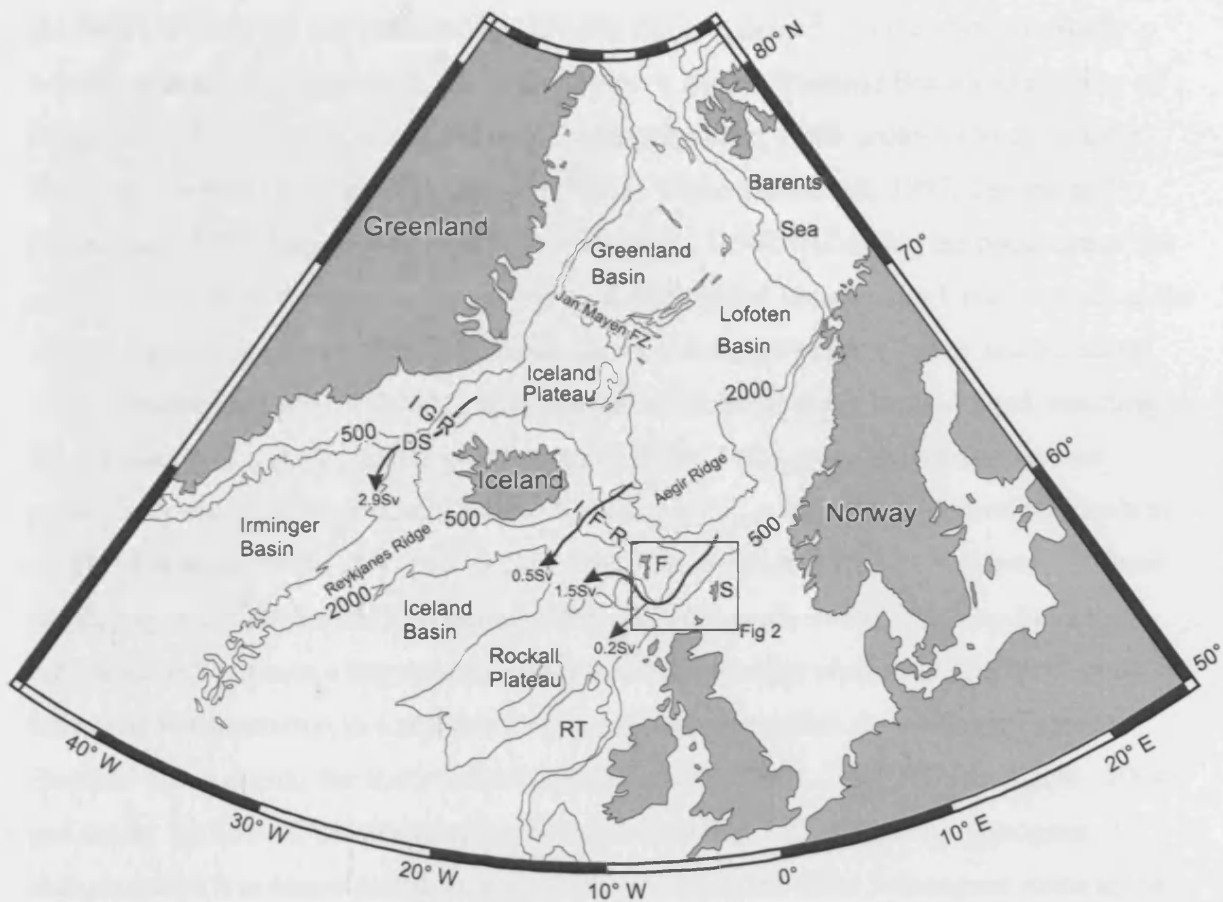 80° N
Barents
Sea
Greenland
Greenland
Basin
70°
Jan Mayen FZ
Lofoten
Basin
Iceland
Plateau
2000
GIR
500
DS
60°
2.9Sv
Iceland
Aegir Ridge
Norway
500
500
IFR
Irminger
Basin
Reykjanes Ridge
F
0.5Sv
1.5Sv
S
2000
Iceland
Basin
Fig 2
0.2Sv
Rockall
Plateau
50°
RT
40° W
20° E
30° W
10° E
20° W
10° W
0°